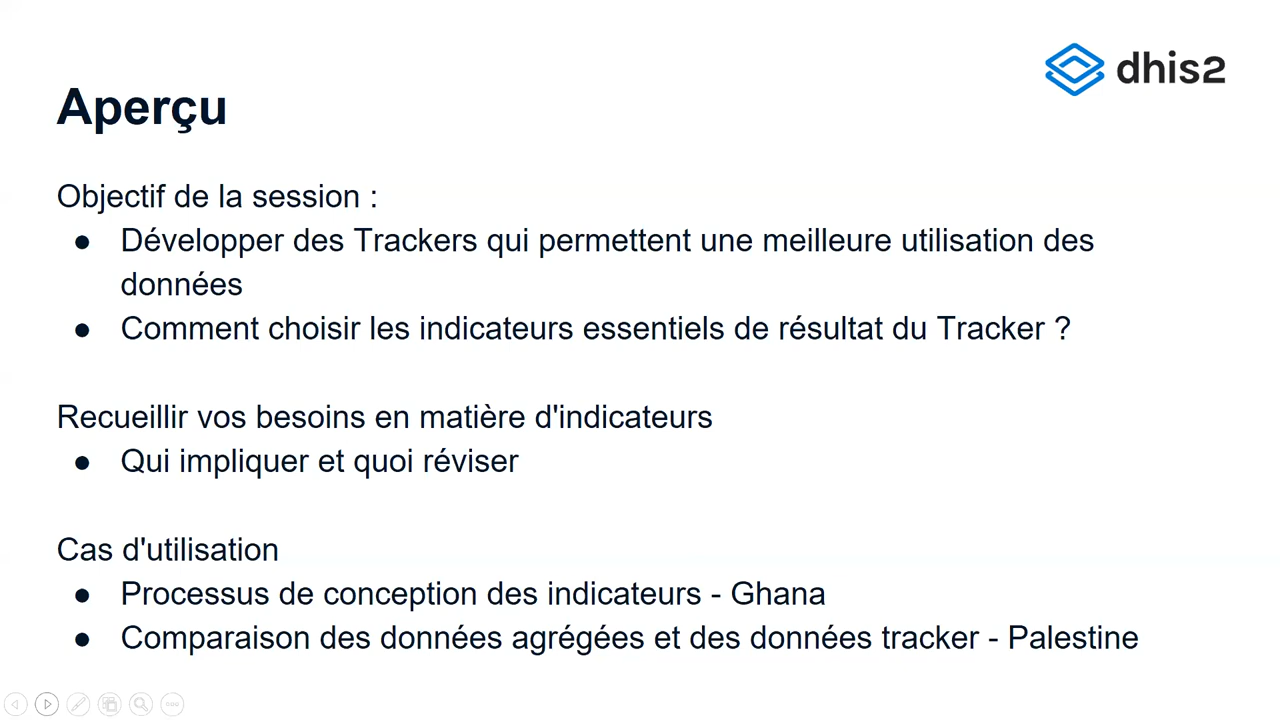 dhis2
Aperçu
Objectif de la session :
● Développer des Trackers qui permettent une meilleure utilisation des
données
● Comment choisir les indicateurs essentiels de résultat du Tracker ?
Recueillir vos besoins en matière d'indicateurs
● Qui impliquer et quoi réviser
Cas d'utilisation
● Processus de conception des indicateurs - Ghana
● Comparaison des données agrégées et des données tracker - Palestine